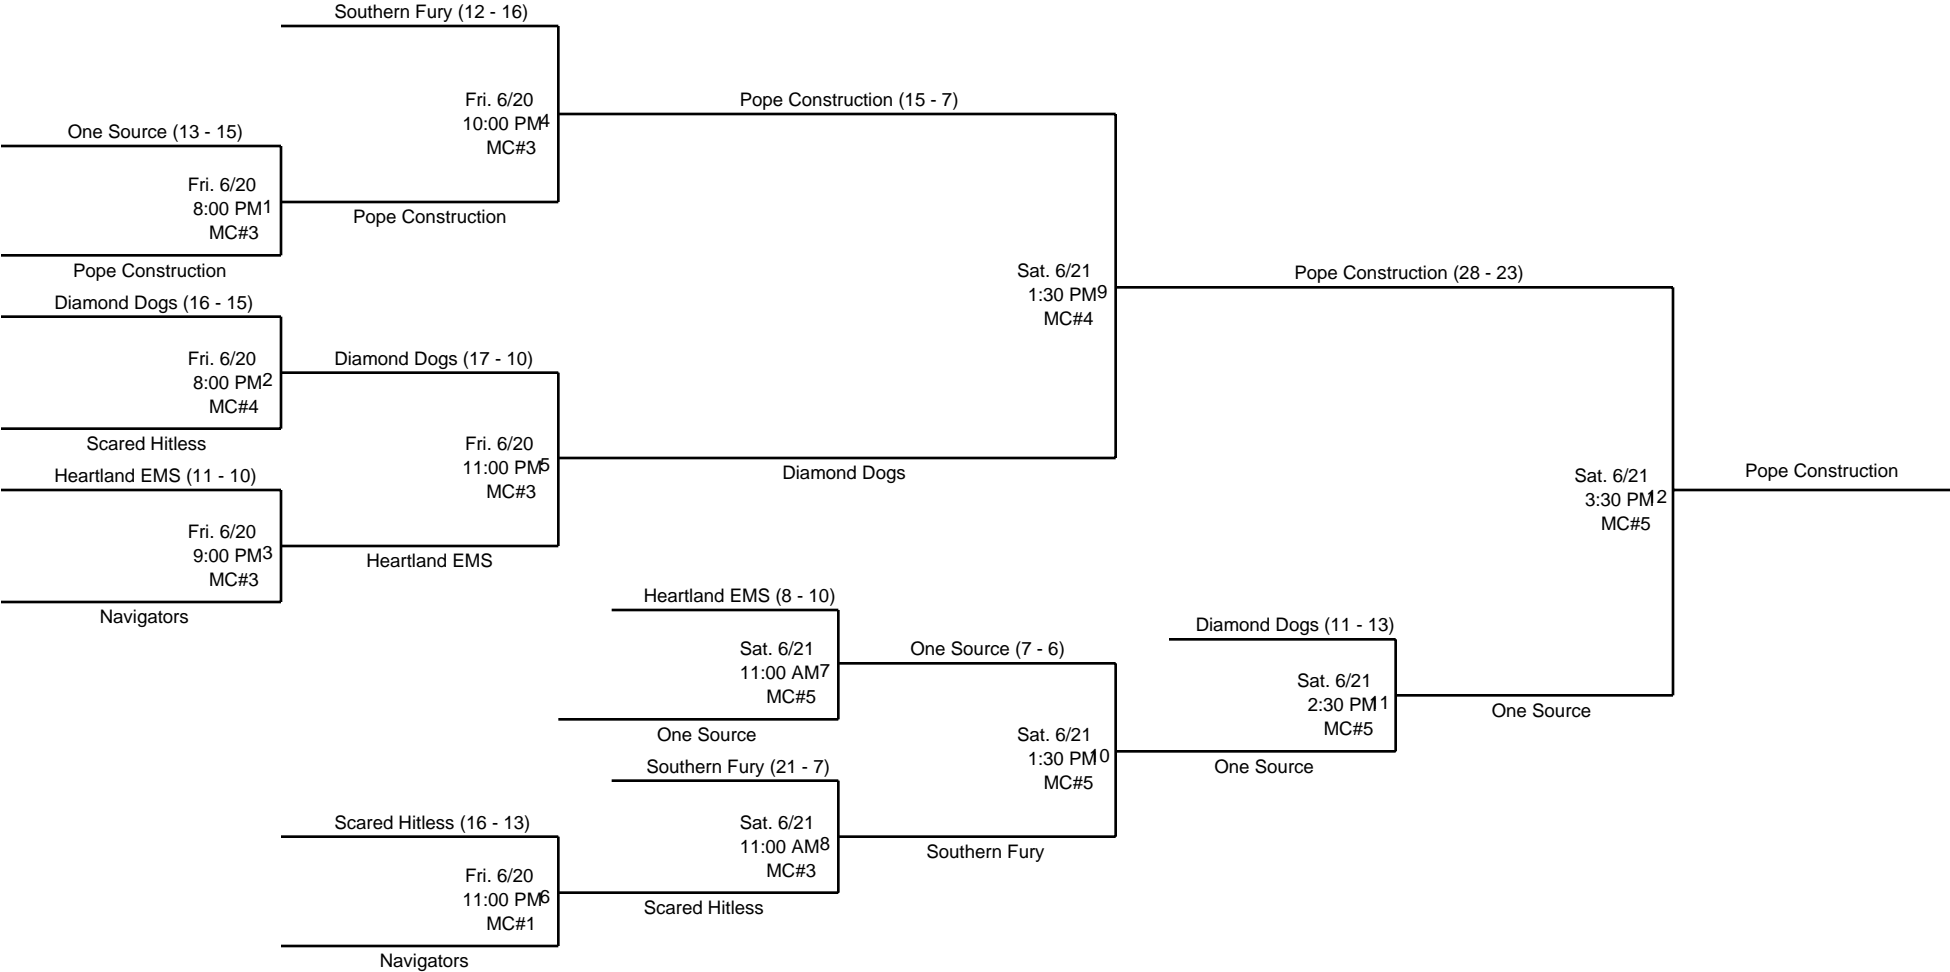 Southern Fury (12 - 16)
Fri. 6/20
10:00 PM4
MC#3
Pope Construction (15 - 7)
One Source (13 - 15)
Fri. 6/20
8:00 PM1
MC#3
Pope Construction
Pope Construction
Diamond Dogs (16 - 15)
Fri. 6/20
8:00 PM2
MC#4
Scared Hitless
Diamond Dogs (17 - 10)
Fri. 6/20
11:00 PM5
MC#3
Heartland EMS (11 - 10)
Fri. 6/20
9:00 PM3
MC#3
Navigators
Heartland EMS
Diamond Dogs
Sat. 6/21
1:30 PM9
MC#4
Pope Construction (28 - 23)
Sat. 6/21
3:30 PM12
MC#5
Pope Construction
Heartland EMS (8 - 10)
Sat. 6/21
11:00 AM7
MC#5
One Source
One Source (7 - 6)
Sat. 6/21
1:30 PM10
MC#5
Diamond Dogs (11 - 13)
Sat. 6/21
2:30 PM11
MC#5
One Source
One Source
Southern Fury (21 - 7)
Sat. 6/21
11:00 AM8
MC#3
Southern Fury
Scared Hitless (16 - 13)
Fri. 6/20
11:00 PM6
MC#1
Scared Hitless
Navigators